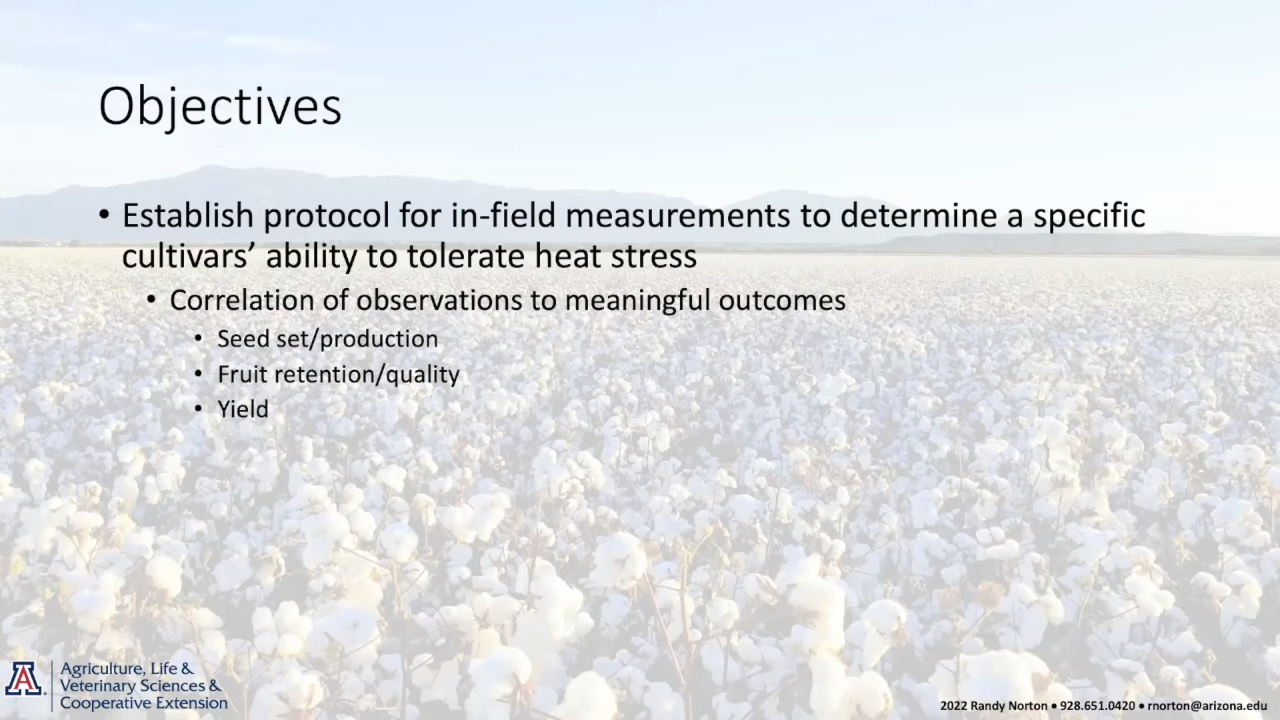 Objectives
• Establish protocol for in-field measurements to determine a specific
cultivars’ ability to tolerate heat stress
• Correlation of observations to meaningful outcomes
• Seed set/production
• Fruit retention/quality
• Yield
A
Agriculture, Life &
Veterinary Sciences &
Cooperative Extension
2022 Randy Norton ● 928.651.0420 ● rnorton@arizona.edu